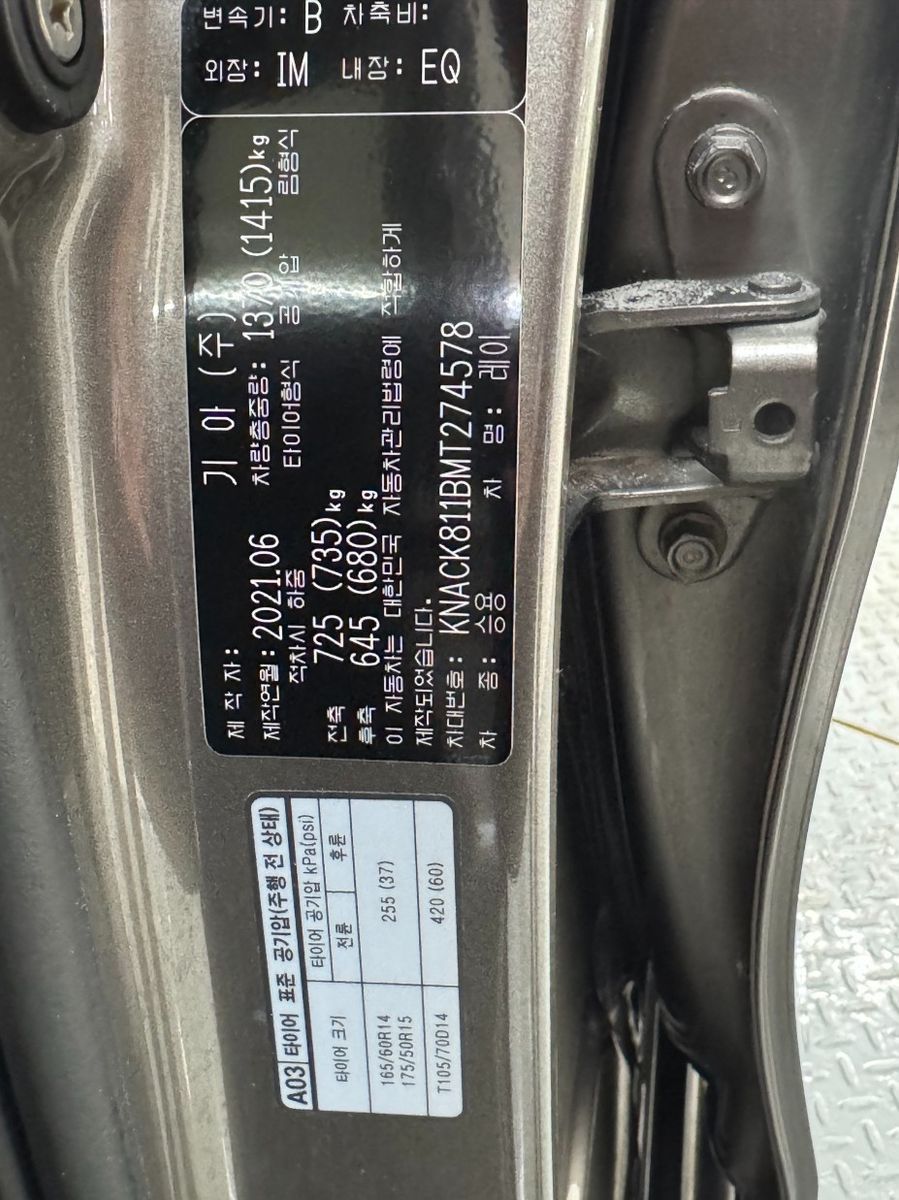 변속기: B 차축비:
외장: IM 내장: EQ
제 작 자: 기 아 (주)
제작연월: 2021.06 차량총중량: 1370 (1415)kg
적차시 하중 타이어형식 공 기 압 림형식
전축 725 (735)kg
후축 645 (680)kg
이 자동차는 대한민국 자동차관리법령에 적합하게
제작되었습니다.
차대번호: KNACK811BMT274578
차 종: 승용 차 명: 레이
A03 타이어 표준 공기압(주행 전 상태)
타이어 크기 타이어 공기압 kPa(psi)
전륜 후륜
165/60R14
175/50R15 255 (37)
T105/70D14 420 (60)